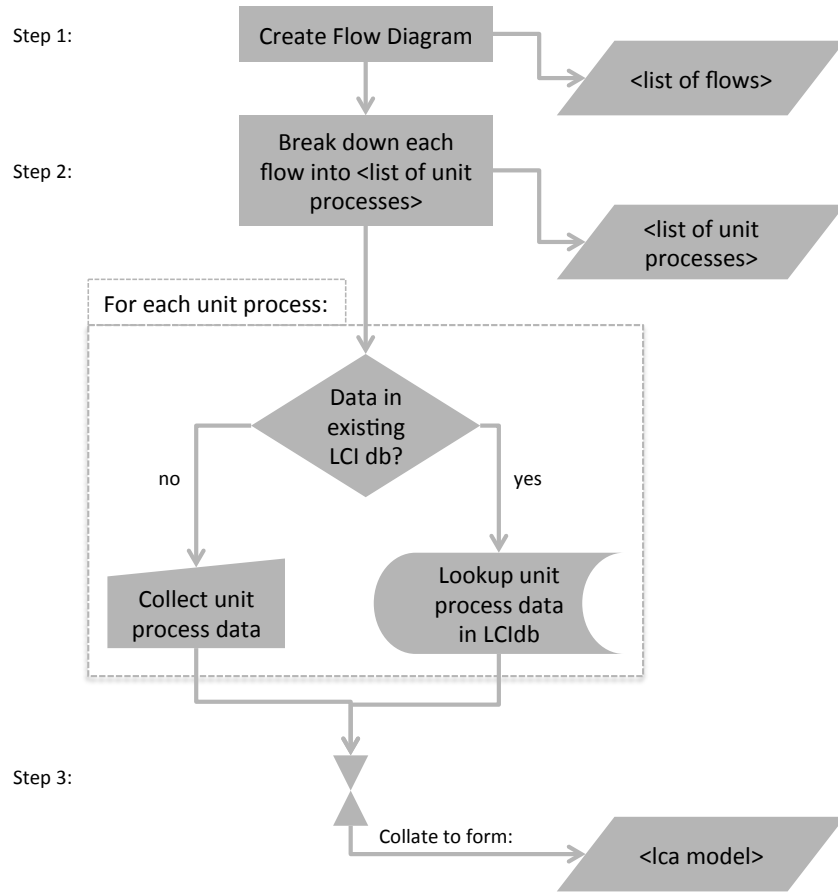 Step 1:
Create Flow Diagram
<list of flows>
Step 2:
Break down each
flow into <list of unit
processes>
<list of unit
processes>
For each unit process:
Data in
existing
LCI db?
no
yes
Collect unit
process data
Lookup unit
process data
in LCIdb
Step 3:
Collate to form:
<lca model>